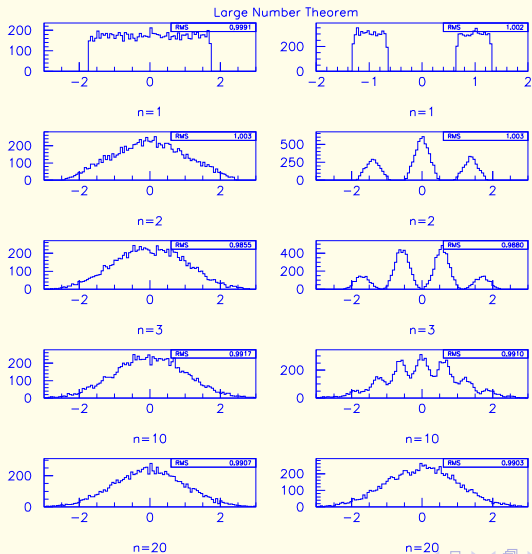 Large Number Theorem
RMS 0.9991
200
100
0
−2 0 2
n=1
RMS 1.002
200
0
−2 −1 0 1 2
n=1
RMS 1.003
200
100
0
−2 0 2
n=2
RMS 1.003
500
250
0
−2 0 2
n=2
RMS 0.9855
200
100
0
−2 0 2
n=3
RMS 0.9880
400
200
0
−2 0 2
n=3
RMS 0.9917
200
100
0
−2 0 2
n=10
RMS 0.9910
200
0
−2 0 2
n=10
RMS 0.9907
200
0
−2 0 2
n=20
RMS 0.9903
200
100
0
−2 0 2
n=20